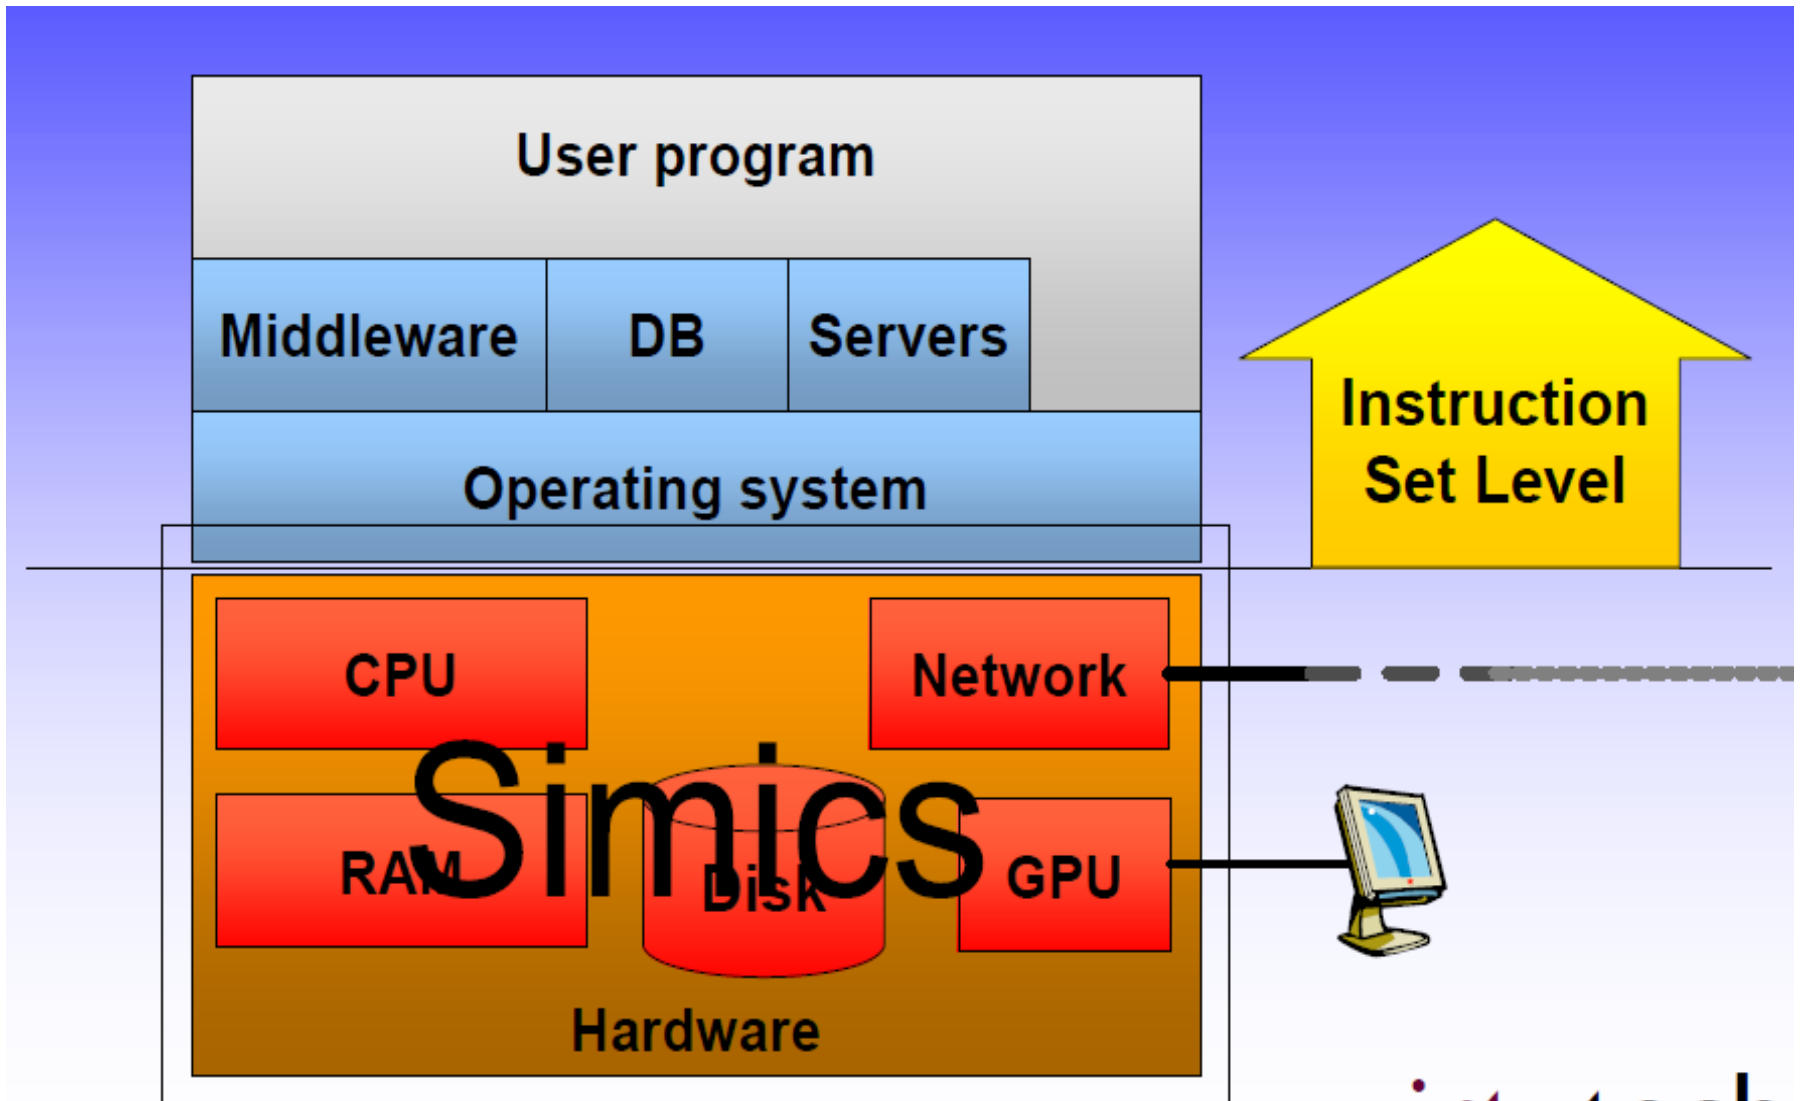 User program
Middleware
DB
Servers
Operating system
Instruction
Set Level
CPU
Network
Simics
RAM
Disk
GPU
Hardware